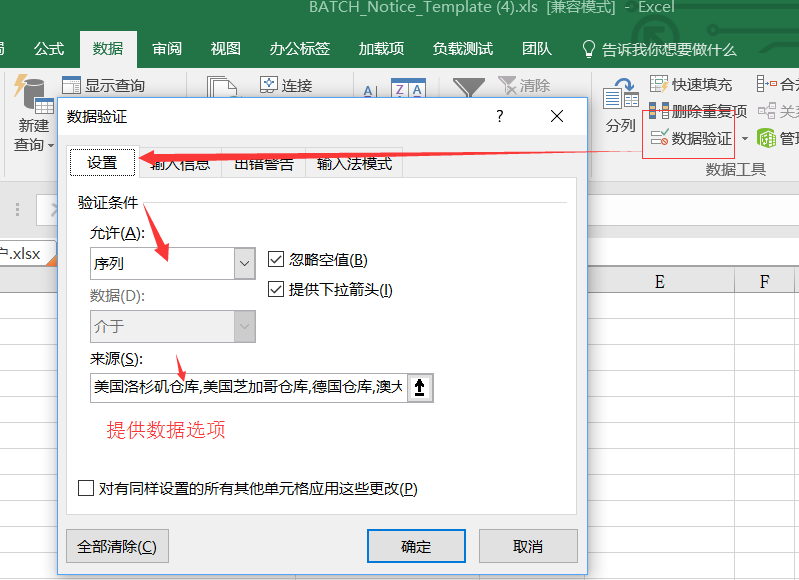 BATCH_Notice_Template (4).xls [兼容模式] - Excel
公式 数据 审阅 视图 办公标签 加载项 负载测试 团队 告诉我你想要做什么
显示查询 连接 清除 快速填充
新建 分列 删除重复项
查询 数据验证
数据工具
数据验证 ? ×
设置 输入信息 出错警告 输入法模式
验证条件
允许(A):
序列 忽略空值(B)
数据(D): 提供下拉箭头(I)
介于
来源(S):
美国洛杉矶仓库,美国芝加哥仓库,德国仓库,澳大
提供数据选项
对有同样设置的所有其他单元格应用这些更改(P)
全部清除(C) 确定 取消
.xlsx
E F